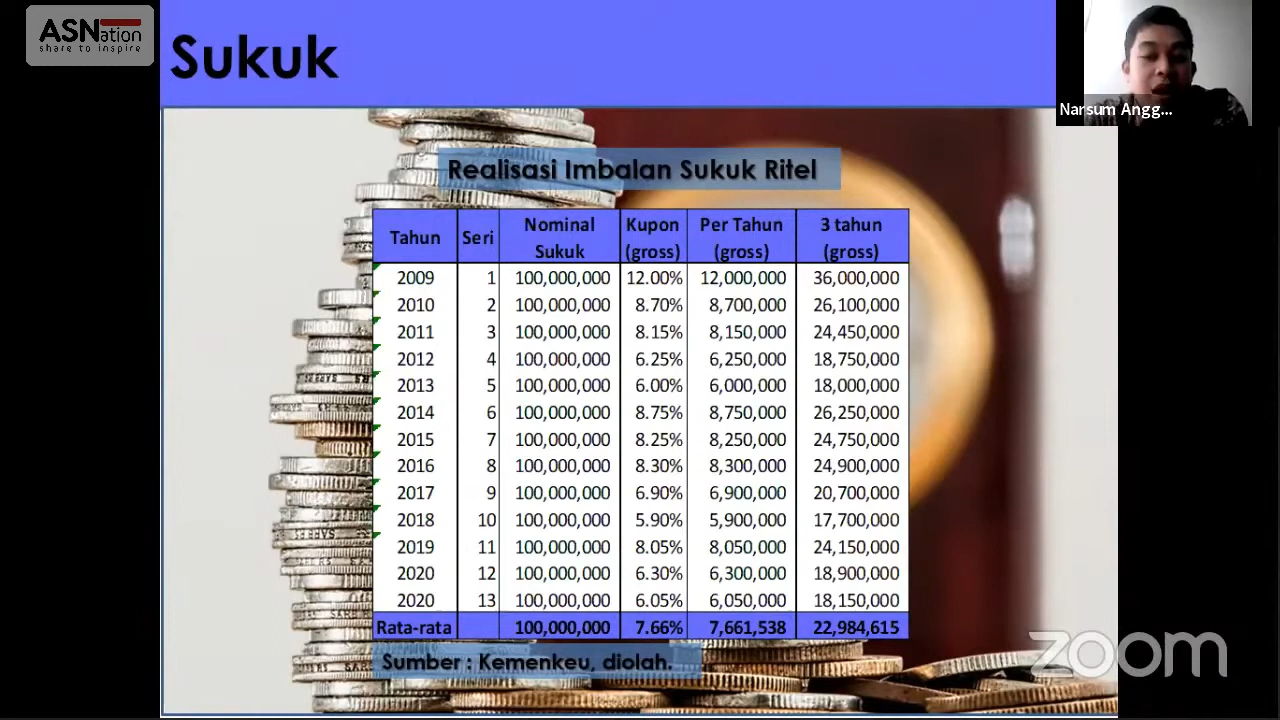 ASNation
share to inspire
Sukuk
Narsum Angg...
Realisasi Imbalan Sukuk Ritel
Tahun Seri Nominal Sukuk Kupon (gross) Per Tahun (gross) 3 tahun (gross)
2009 1 100,000,000 12.00% 12,000,000 36,000,000
2010 2 100,000,000 8.70% 8,700,000 26,100,000
2011 3 100,000,000 8.15% 8,150,000 24,450,000
2012 4 100,000,000 6.25% 6,250,000 18,750,000
2013 5 100,000,000 6.00% 6,000,000 18,000,000
2014 6 100,000,000 8.75% 8,750,000 26,250,000
2015 7 100,000,000 8.25% 8,250,000 24,750,000
2016 8 100,000,000 8.30% 8,300,000 24,900,000
2017 9 100,000,000 6.90% 6,900,000 20,700,000
2018 10 100,000,000 5.90% 5,900,000 17,700,000
2019 11 100,000,000 8.05% 8,050,000 24,150,000
2020 12 100,000,000 6.30% 6,300,000 18,900,000
2020 13 100,000,000 6.05% 6,050,000 18,150,000
Rata-rata 100,000,000 7.66% 7,661,538 22,984,615
Sumber : Kemenkeu, diolah.
zoom